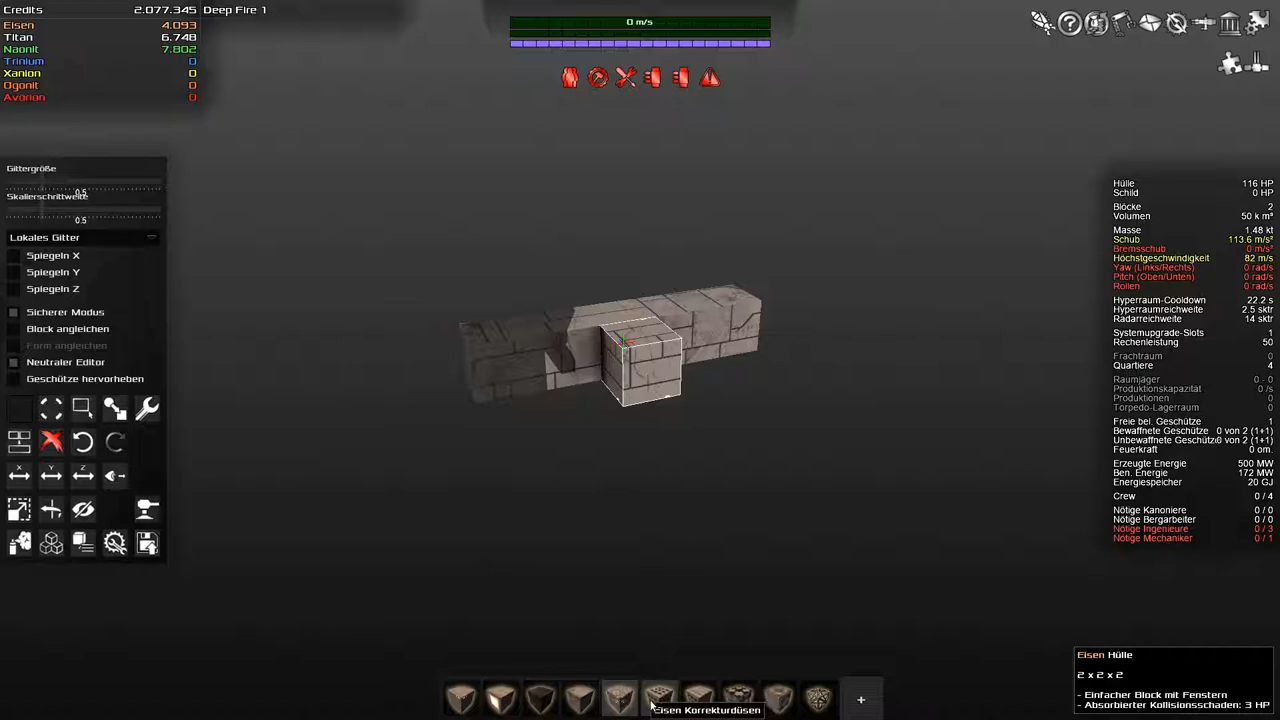 Credits 2.077.345 Deep Fire 1
Eisen 4.093
Titan 6.748
Naonit 7.802
Trinium 0
Xanion 0
Ogonit 0
Avorion 0
0 m/s
Gittergröße
0.5
Skalierschrittweite
0.5
Lokales Gitter
Spiegeln X
Spiegeln Y
Spiegeln Z
Sicherer Modus
Block angleichen
Form angleichen
Neutraler Editor
Geschütze hervorheben
X Y Z
Hülle 116 HP
Schild 0 HP
Blöcke 2
Volumen 50 k m³
Masse 1.48 kt
Schub 113.6 m/s²
Bremsschub 0 m/s²
Höchstgeschwindigkeit 82 m/s
Yaw (Links/Rechts) 0 rad/s
Pitch (Oben/Unten) 0 rad/s
Rollen 0 rad/s
Hyperraum-Cooldown 22.2 s
Hyperraumreichweite 2.5 sktr
Radarreichweite 14 sktr
Systemupgrade-Slots 1
Rechenleistung 50
Frachtraum 0
Quartiere 4
Raumjäger 0 - 0
Produktionskapazität 0 /s
Produktionen 0
Torpedo-Lagerraum 0
Freie bel. Geschütze 1
Bewaffnete Geschütze 0 von 2 (1+1)
Unbewaffnete Geschütze 0 von 2 (1+1)
Feuerkraft 0 om.
Erzeugte Energie 500 MW
Ben. Energie 172 MW
Energiespeicher 20 GJ
Crew 0 / 4
Nötige Kanoniere 0 / 0
Nötige Bergarbeiter 0 / 0
Nötige Ingenieure 0 / 3
Nötige Mechaniker 0 / 1
Eisen Hülle
2 x 2 x 2
- Einfacher Block mit Fenstern
- Absorbierter Kollisionsschaden: 3 HP
Eisen Korrekturdüsen
+